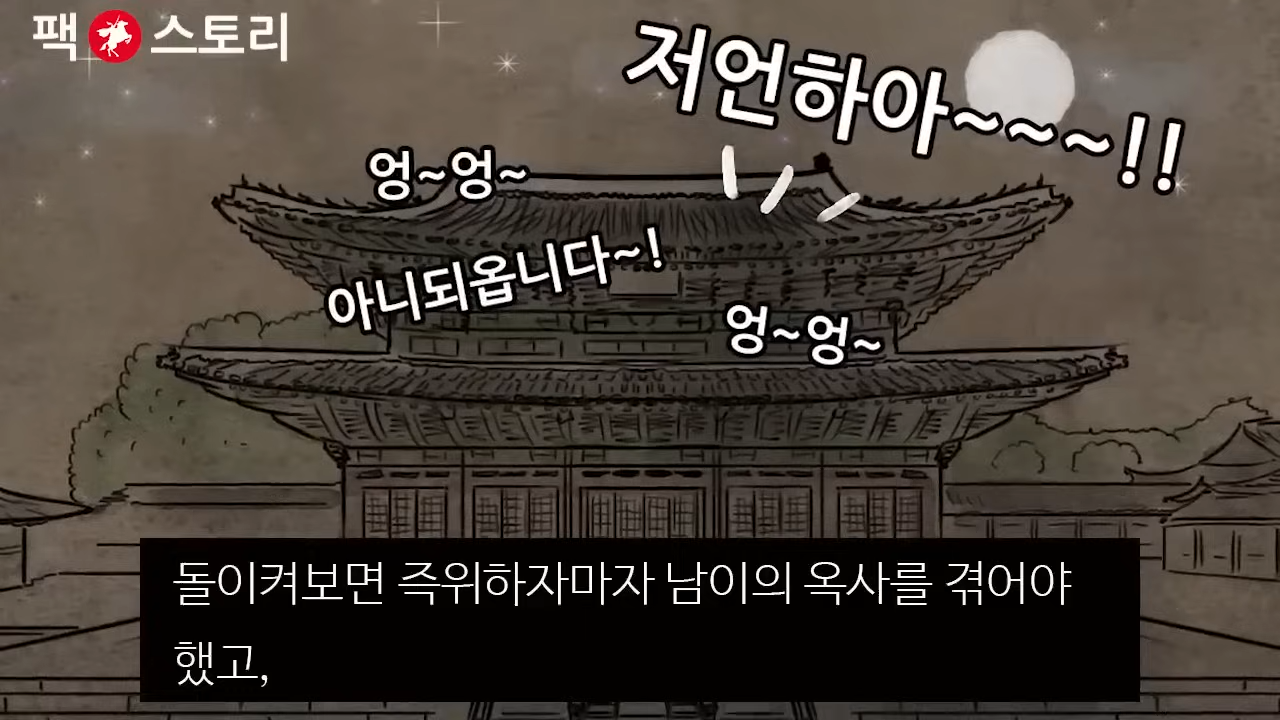 팩스토리
저언하아~~~!!
엉~엉~
아니되옵니다~!
엉~엉~
돌이켜보면 즉위하자마자 남이의 옥사를 겪어야
했고,